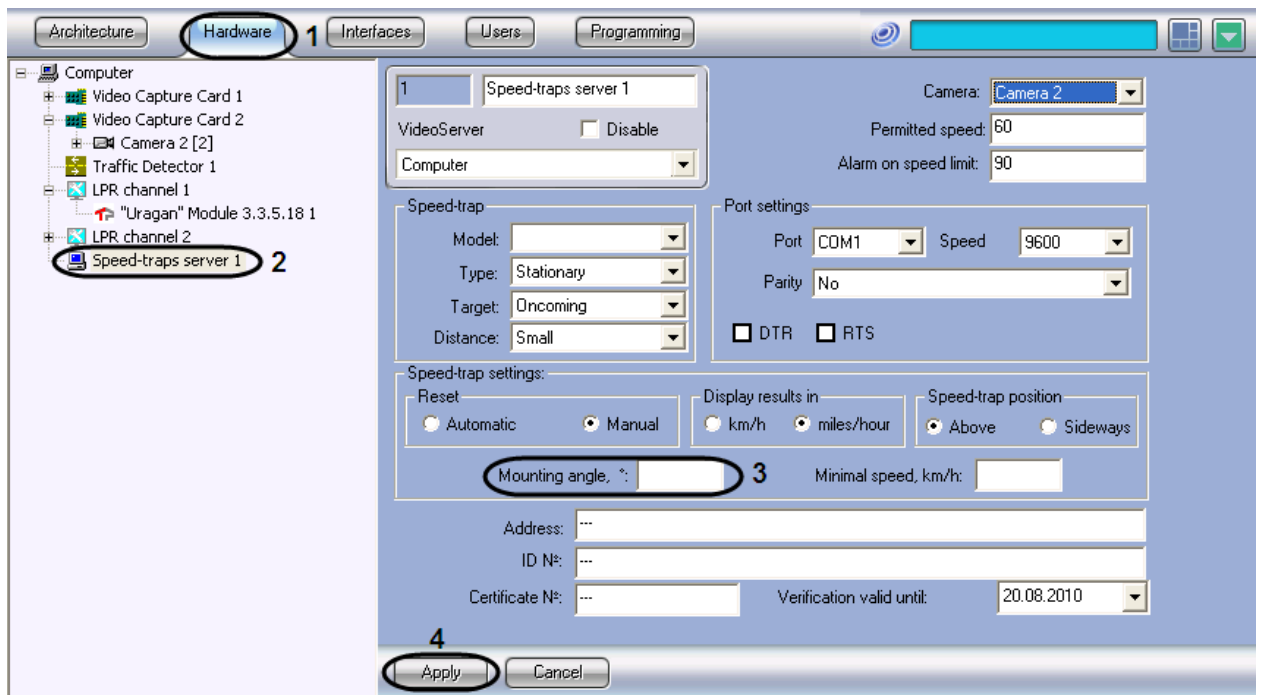 Architecture Hardware 1 Interfaces Users Programming
Computer
Video Capture Card 1
Video Capture Card 2
Camera 2 [2]
Traffic Detector 1
LPR channel 1
"Uragan" Module 3.3.5.18 1
LPR channel 2
Speed-traps server 1 2
1 Speed-traps server 1
VideoServer Disable
Computer
Camera: Camera 2
Permitted speed: 60
Alarm on speed limit: 90
Speed-trap
Model:
Type: Stationary
Target: Oncoming
Distance: Small
Port settings
Port COM1 Speed 9600
Parity No
DTR RTS
Speed-trap settings:
Reset
Automatic Manual
Display results in
km/h miles/hour
Speed-trap position
Above Sideways
Mounting angle, °: 3 Minimal speed, km/h:
Address: ---
ID №: ---
Certificate №: --- Verification valid until: 20.08.2010
4
Apply Cancel